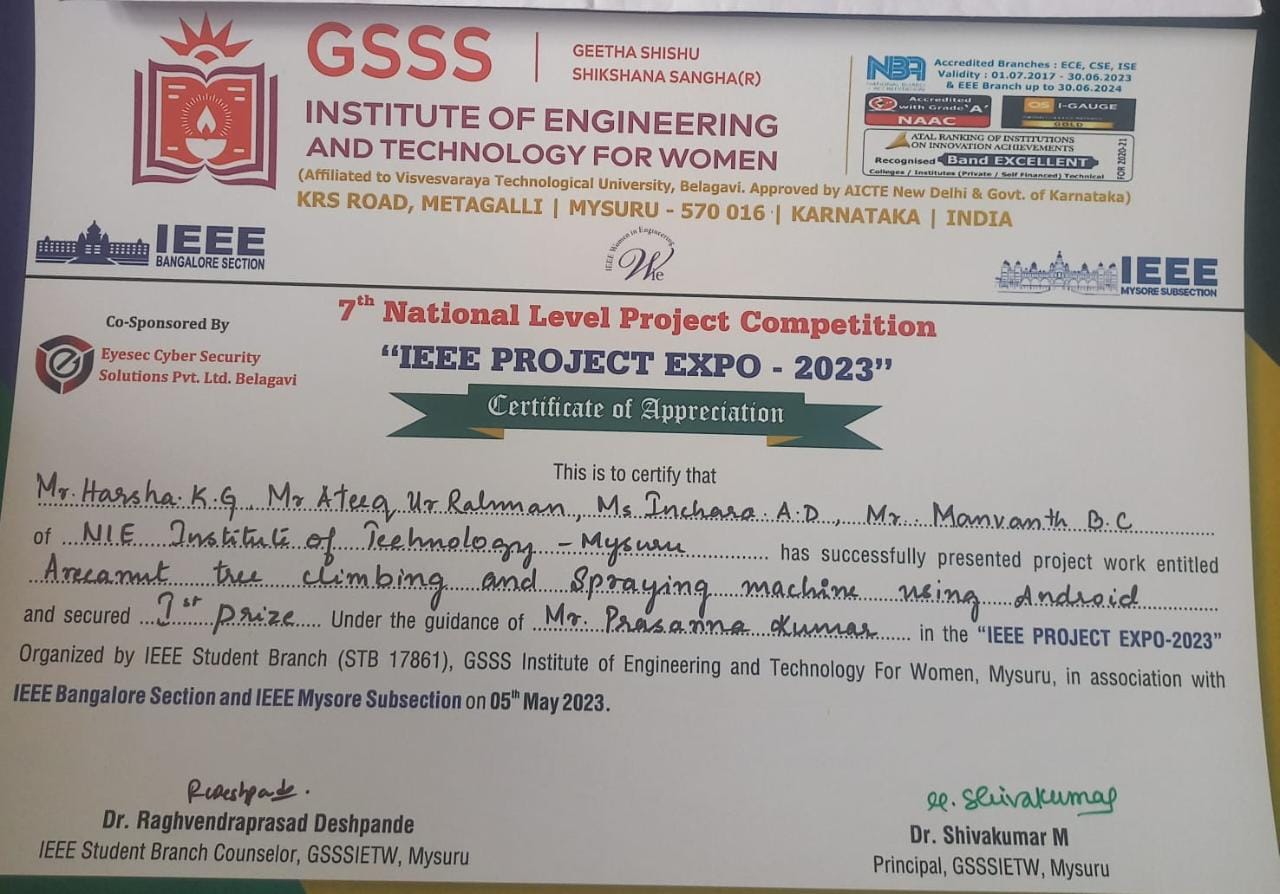 GSSS
GEETHA SHISHU
SHIKSHANA SANGHA(R)
INSTITUTE OF ENGINEERING
AND TECHNOLOGY FOR WOMEN
(Affiliated to Visvesvaraya Technological University, Belagavi. Approved by AICTE New Delhi & Govt. of Karnataka)
KRS ROAD, METAGALLI | MYSURU - 570 016 | KARNATAKA | INDIA
NBA
Accredited Branches : ECE, CSE, ISE
Validity : 01.07.2017 - 30.06.2023
& EEE Branch up to 30.06.2024
Accredited
with Grade 'A'
NAAC
QS I-GAUGE
GOLD
ATAL RANKING OF INSTITUTIONS
ON INNOVATION ACHIEVEMENTS
Recognised Band EXCELLENT
Colleges / Institutes (Private / Self Financed) Technical
FOR 2020-21
IEEE
BANGALORE SECTION
IEEE Women in Engineering
Wie
IEEE
MYSORE SUBSECTION
Co-Sponsored By
Eyesec Cyber Security
Solutions Pvt. Ltd. Belagavi
7th National Level Project Competition
“IEEE PROJECT EXPO - 2023”
Certificate of Appreciation
This is to certify that
Mr. Harsha. K.G, Mr Ateeq Ur Rahman, Ms Inchara A.D, Mr. Manvanth B.C
of NIE Institute of Technology - Mysuru has successfully presented project work entitled
Arecanut tree climbing and Spraying machine using Android
and secured 1st prize Under the guidance of Mr. Prasanna Kumar in the “IEEE PROJECT EXPO-2023”
Organized by IEEE Student Branch (STB 17861), GSSS Institute of Engineering and Technology For Women, Mysuru, in association with
IEEE Bangalore Section and IEEE Mysore Subsection on 05th May 2023.
Dr. Raghvendraprasad Deshpande
IEEE Student Branch Counselor, GSSSIETW, Mysuru
Shivakumar
Dr. Shivakumar M
Principal, GSSSIETW, Mysuru